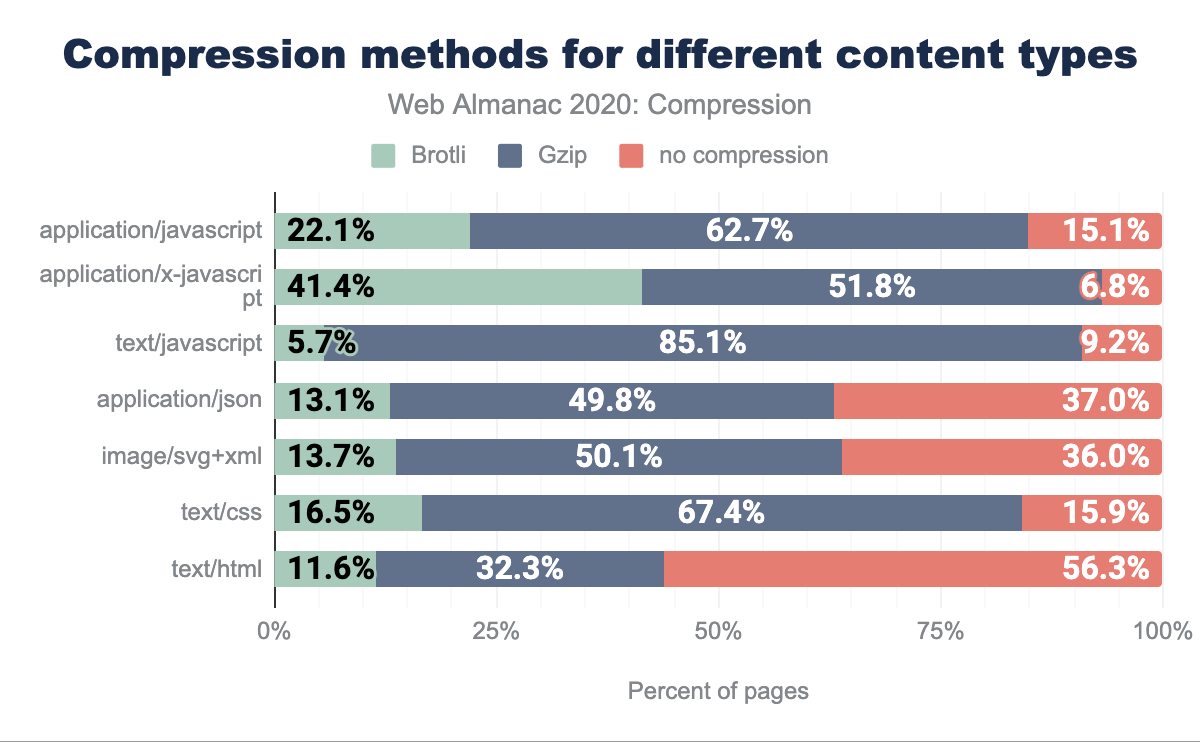 Compression methods for different content types
Web Almanac 2020: Compression
Brotli Gzip no compression
application/javascript 22.1% 62.7% 15.1%
application/x-javascri
pt 41.4% 51.8% 6.8%
text/javascript 5.7% 85.1% 9.2%
application/json 13.1% 49.8% 37.0%
image/svg+xml 13.7% 50.1% 36.0%
text/css 16.5% 67.4% 15.9%
text/html 11.6% 32.3% 56.3%
0% 25% 50% 75% 100%
Percent of pages